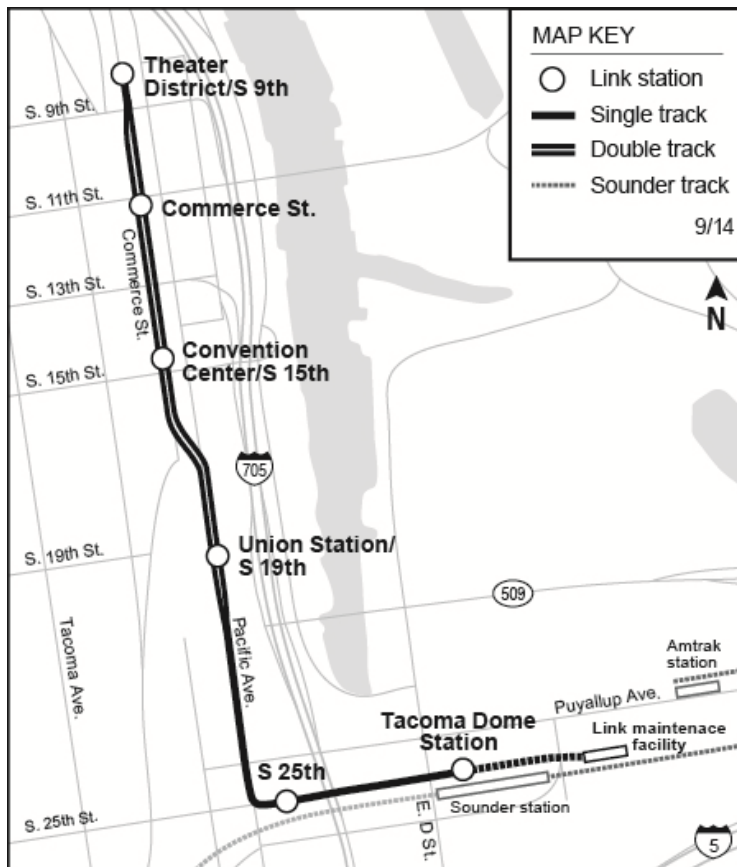 MAP KEY
Link station
Single track
Double track
Sounder track
9/14
N
Theater
District/S 9th
S. 9th St.
Commerce St.
S. 11th St.
Commerce St.
S. 13th St.
Convention
Center/S 15th
S. 15th St.
705
Union Station/
S 19th
S. 19th St.
509
Tacoma Ave.
Pacific Ave.
Amtrak
station
Puyallup Ave.
Tacoma Dome
Station
Link maintenace
facility
S 25th
Sounder station
S. 25th St.
E. D St.
5